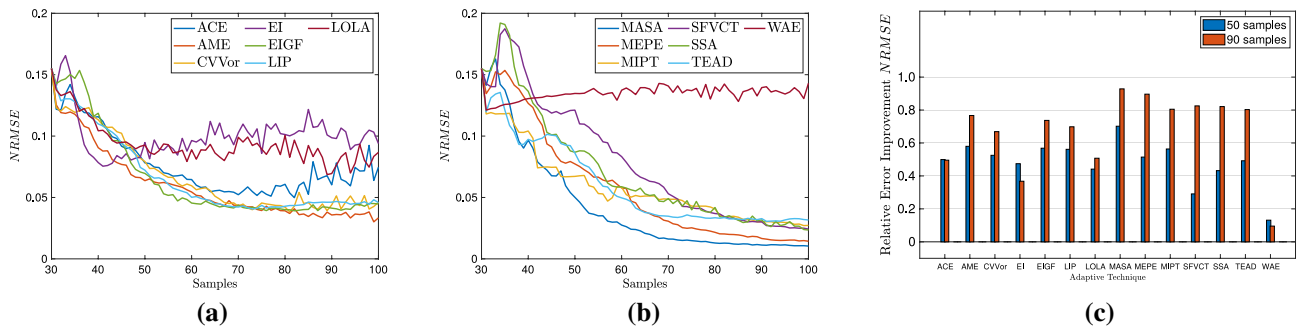 0.2
0.15
0.1
0.05
0
NRMSE
ACE
EI
LOLA
AME
EIGF
CVVor
LIP
30 40 50 60 70 80 90 100
Samples
(a)
0.2
0.15
0.1
0.05
0
NRMSE
MASA
SFVCT
WAE
MEPE
SSA
MIPT
TEAD
30 40 50 60 70 80 90 100
Samples
(b)
50 samples
90 samples
1,0
0.8
0.6
0.4
0.2
0
Relative Error Improvement NRMSE
ACE AME CVVor EI EIGF LIP LOLA MASA MEPE MIPT SFVCT SSA TEAD WAE
Adaptive Technique
(c)